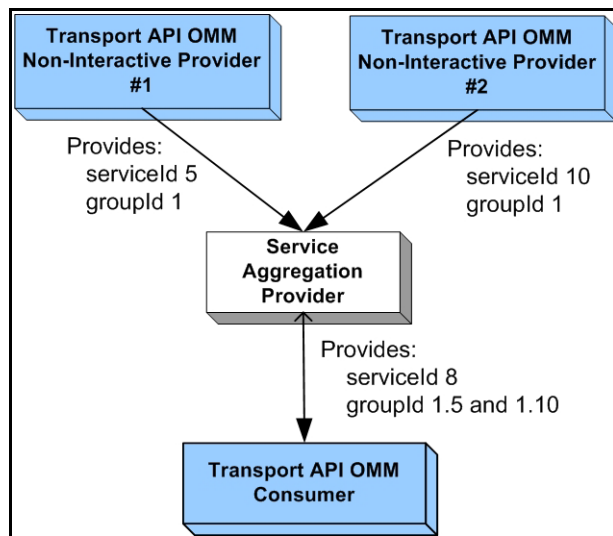 Transport API OMM
Non-Interactive Provider
#1
Transport API OMM
Non-Interactive Provider
#2
Provides:
serviceId 5
groupId 1
Provides:
serviceId 10
groupId 1
Service
Aggregation
Provider
Provides:
serviceId 8
groupId 1.5 and 1.10
Transport API OMM
Consumer